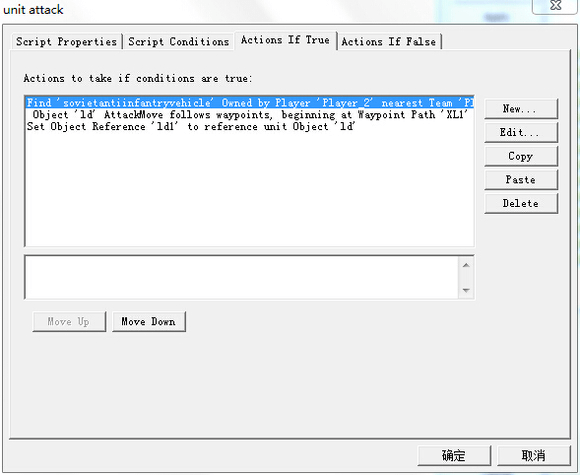 unit attack
Script Properties
Script Conditions
Actions If True
Actions If False
Actions to take if conditions are true:
Find 'sovietantiinfantryvehicle' Owned by Player 'Player 2' nearest Team 'Pl
Object 'ld' AttackMove follows waypoints, beginning at Waypoint Path 'XL1'
Set Object Reference 'ld1' to reference unit Object 'ld'
New...
Edit...
Copy
Paste
Delete
Move Up
Move Down
确定
取消